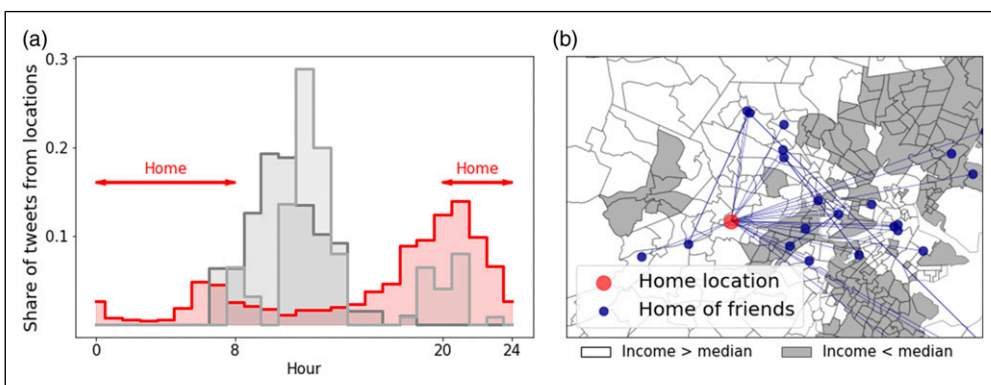 (a)
0.3
0.2
0.1
Share of tweets from locations
Home
Home
0
8
20
24
Hour
(b)
Home location
Home of friends
Income > median
Income < median